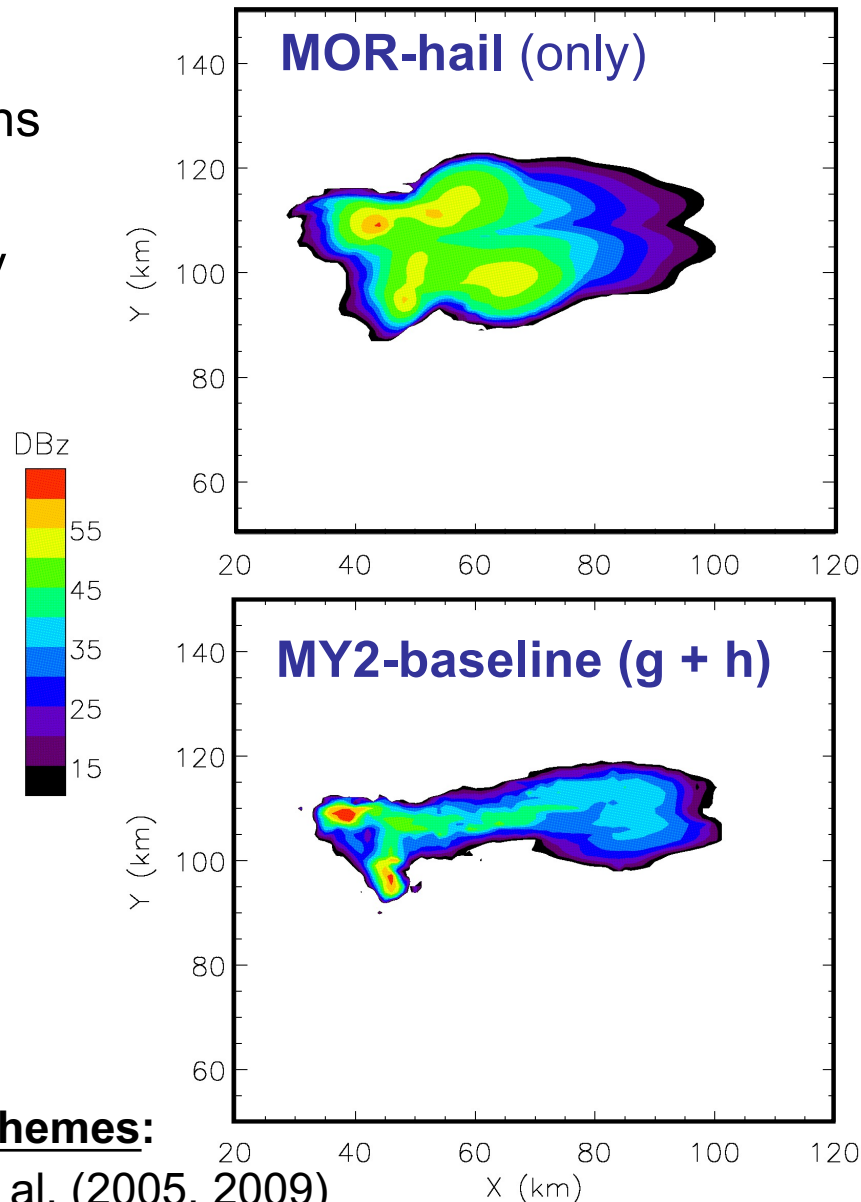 MOR-hail (only)
ns
y
140
120
100
80
60
Y (km)
20 40 60 80 100 120
DBz
55
45
35
25
15
MY2-baseline (g + h)
140
120
100
80
60
Y (km)
20 40 60 80 100 120
X (km)
hemes:
al. (2005, 2009)